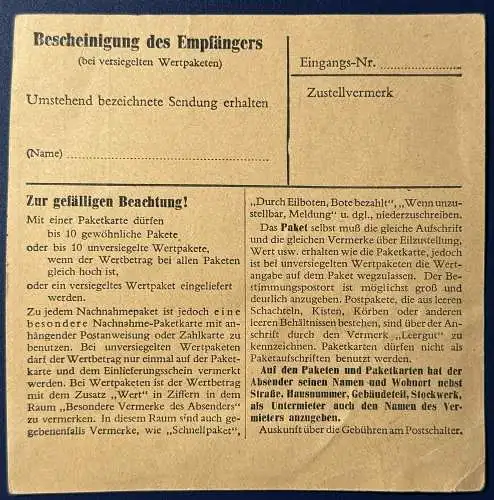 Bescheinigung des Empfängers
(bei versiegelten Wertpaketen)
Umstehend bezeichnete Sendung erhalten
(Name)
Eingangs-Nr.
Zustellvermerk
Zur gefälligen Beachtung!
Mit einer Paketkarte dürfen
bis 10 gewöhnliche Pakete
oder bis 10 unversiegelte Wertpakete,
wenn der Wertbetrag bei allen Paketen
gleich hoch ist,
oder ein versiegeltes Wertpaket eingeliefert
werden.
Zu jedem Nachnahmepaket ist jedoch eine
besondere Nachnahme-Paketkarte mit an-
hängender Postanweisung oder Zahlkarte zu
benutzen. Bei unversiegelten Wertpaketen
darf der Wertbetrag nur einmal auf der Paket-
karte und dem Einlieferungsschein vermerkt
werden. Bei Wertpaketen ist der Wertbetrag
mit dem Zusatz „Wert" in Ziffern in dem
Raum „Besondere Vermerke des Absenders"
zu vermerken. In diesem Raum sind auch ge-
gebenenfalls Vermerke, wie „Schnellpaket",
„Durch Eilboten, Bote bezahlt", „Wenn unzu-
stellbar, Meldung" u. dgl., niederzuschreiben.
Das Paket selbst muß die gleiche Aufschrift
und die gleichen Vermerke über Eilzustellung,
Wert usw. erhalten wie die Paketkarte, jedoch
ist bei unversiegelten Wertpaketen die Wert-
angabe auf dem Paket wegzulassen. Der Be-
stimmungspostort ist möglichst groß und
deutlich anzugeben. Postpakete, die aus leeren
Schachteln, Kisten, Körben oder anderen
leeren Behältnissen bestehen, sind über der An-
schrift durch den Vermerk „Leergut" zu
kennzeichnen. Paketkarten dürfen nicht als
Paketaufschriften benutzt werden.
Auf den Paketen und Paketkarten hat der
Absender seinen Namen und Wohnort nebst
Straße, Hausnummer, Gebäudeteil, Stockwerk,
als Untermieter auch den Namen des Ver-
mieters anzugeben.
Auskunft über die Gebühren am Postschalter.